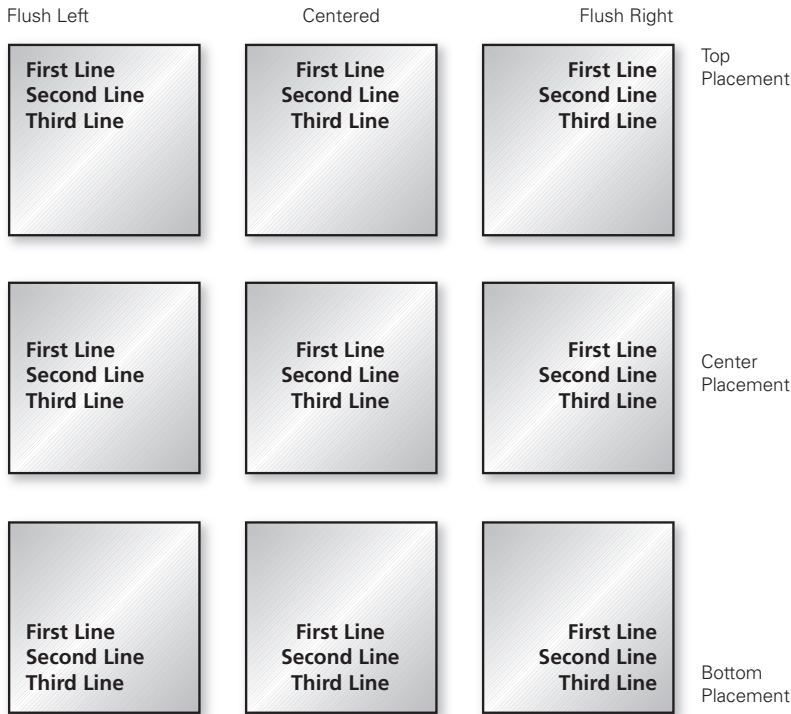 Flush Left Centered Flush Right
First Line First Line First Line Top
Second Line Second Line Second Line Placement
Third Line Third Line Third Line
First Line First Line First Line Center
Second Line Second Line Second Line Placement
Third Line Third Line Third Line
First Line First Line First Line
Second Line Second Line Second Line Bottom
Third Line Third Line Third Line Placement